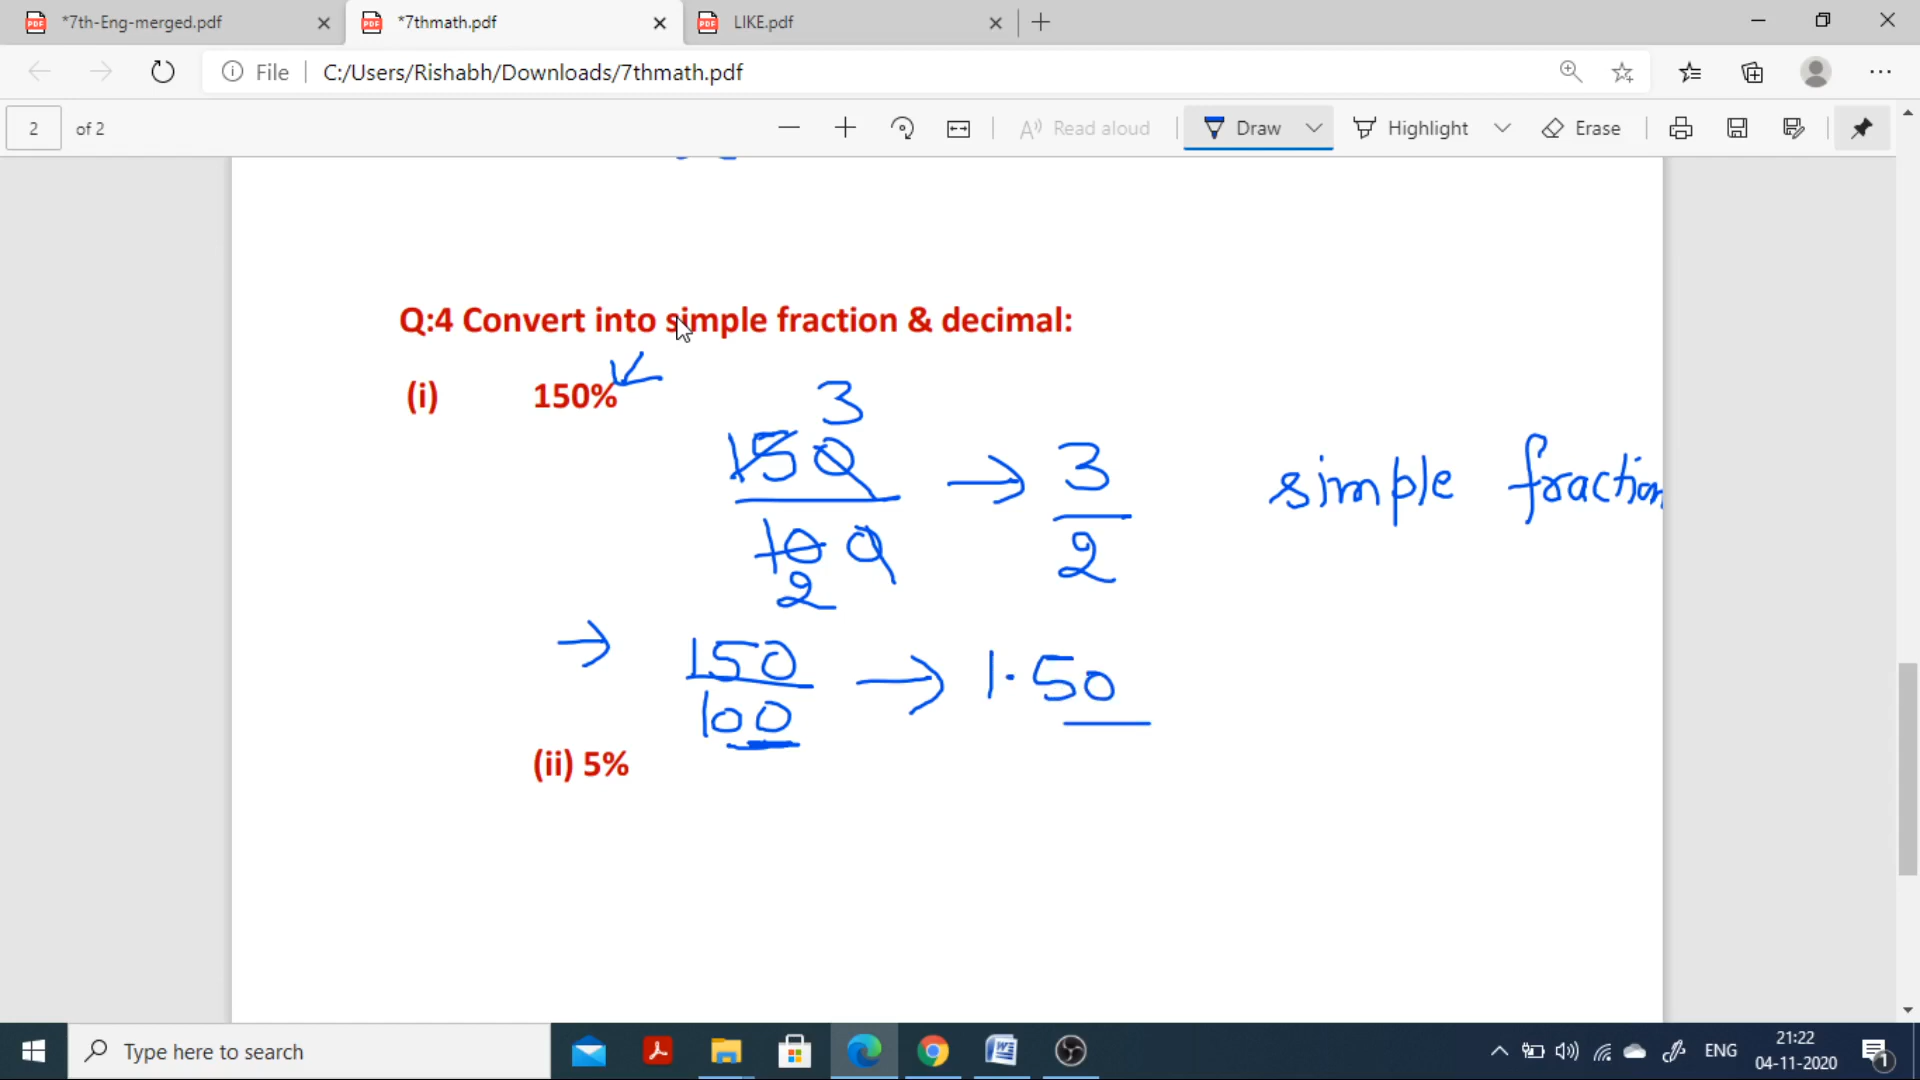 *7th-Eng-merged.pdf *7thmath.pdf LIKE.pdf
File C:/Users/Rishabh/Downloads/7thmath.pdf
2 of 2 Read aloud Draw Highlight Erase
Q:4 Convert into simple fraction & decimal:
(i) 150%
3
150 → 3 simple fraction
100 2
2
→ 150 → 1.50
100
(ii) 5%
Type here to search
ENG
21:22
04-11-2020
1